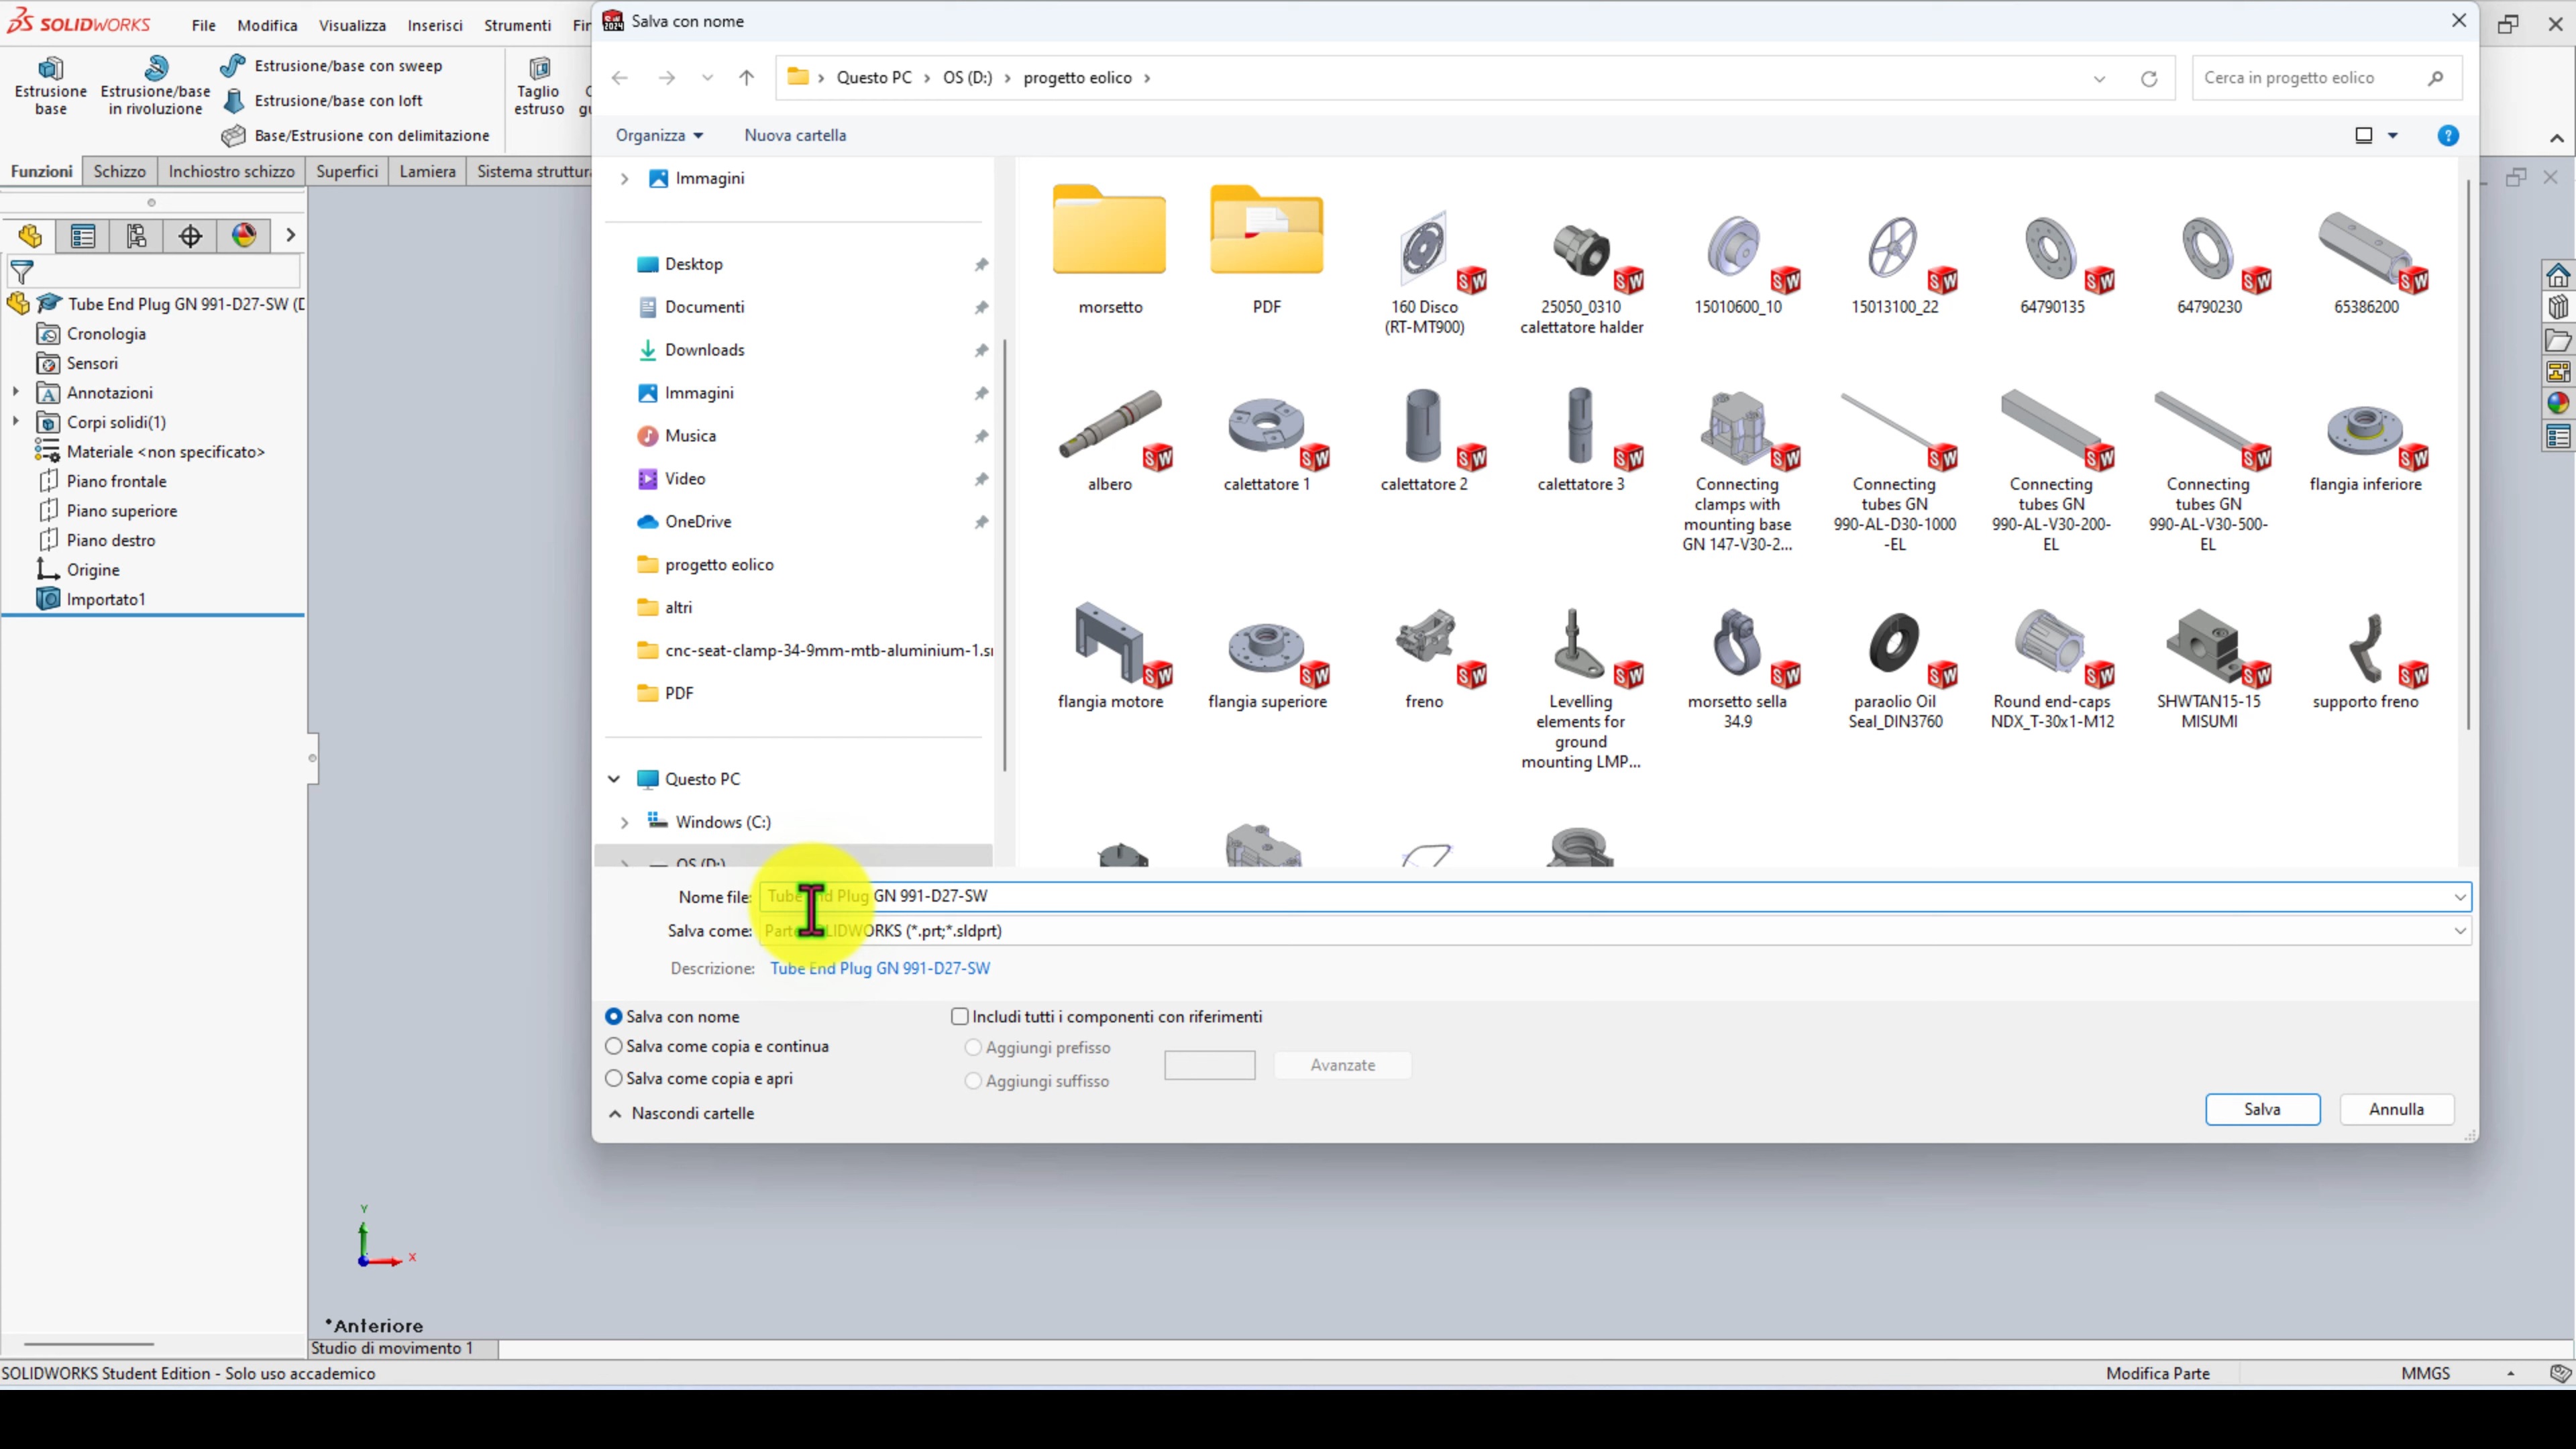 SOLIDWORKS
File Modifica Visualizza Inserisci Strumenti
Salva con nome
Questo PC > OS (D:) > progetto eolico >
Cerca in progetto eolico
Organizza
Nuova cartella
Estrusione base
Estrusione/base in rivoluzione
Estrusione/base con sweep
Estrusione/base con loft
Base/Estrusione con delimitazione
Taglio estruso
Funzioni Schizzo Inchiostro schizzo Superfici Lamiera Sistema struttura
Tube End Plug GN 991-D27-SW (D
Cronologia
Sensori
Annotazioni
Corpi solidi(1)
Materiale <non specificato>
Piano frontale
Piano superiore
Piano destro
Origine
Importato1
Immagini
Desktop
Documenti
Downloads
Immagini
Musica
Video
OneDrive
progetto eolico
altri
cnc-seat-clamp-34-9mm-mtb-aluminium-1.s
PDF
Questo PC
Windows (C:)
OS (D:)
morsetto
PDF
160 Disco
(RT-MT900)
25050_0310
calettatore halder
15010600_10
15013100_22
64790135
64790230
65386200
albero
calettatore 1
calettatore 2
calettatore 3
Connecting
clamps with
mounting base
GN 147-V30-2...
Connecting
tubes GN
990-AL-D30-1000
-EL
Connecting
tubes GN
990-AL-V30-200-
EL
Connecting
tubes GN
990-AL-V30-500-
EL
flangia inferiore
flangia motore
flangia superiore
freno
Levelling
elements for
ground
mounting LMP...
morsetto sella
34.9
paraolio Oil
Seal_DIN3760
Round end-caps
NDX_T-30x1-M12
SHWTAN15-15
MISUMI
supporto freno
Nome file: Tube End Plug GN 991-D27-SW
Salva come: Parte SOLIDWORKS (*.prt;*.sldprt)
Descrizione: Tube End Plug GN 991-D27-SW
Salva con nome
Salva come copia e continua
Salva come copia e apri
Includi tutti i componenti con riferimenti
Aggiungi prefisso
Aggiungi suffisso
Avanzate
Nascondi cartelle
Salva
Annulla
Y
X
*Anteriore
Studio di movimento 1
SOLIDWORKS Student Edition - Solo uso accademico
Modifica Parte
MMGS